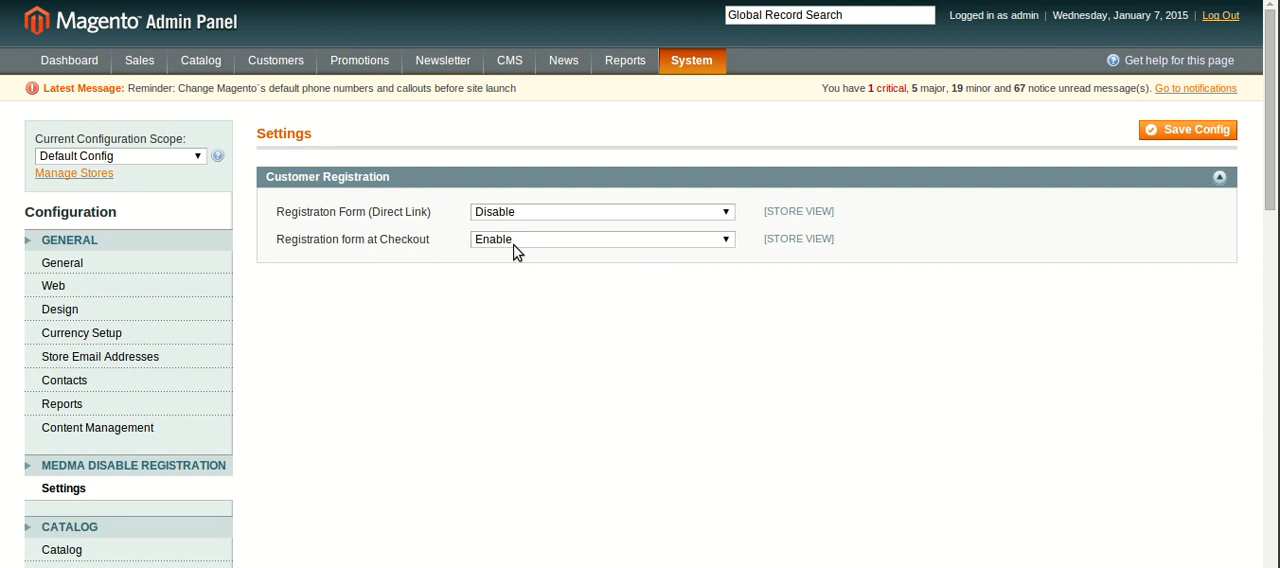 Magento Admin Panel
Global Record Search
Logged in as admin | Wednesday, January 7, 2015 | Log Out
Dashboard Sales Catalog Customers Promotions Newsletter CMS News Reports System Get help for this page
Latest Message: Reminder: Change Magento`s default phone numbers and callouts before site launch
You have 1 critical, 5 major, 19 minor and 67 notice unread message(s). Go to notifications
Current Configuration Scope:
Default Config
Manage Stores
Configuration
GENERAL
General
Web
Design
Currency Setup
Store Email Addresses
Contacts
Reports
Content Management
MEDMA DISABLE REGISTRATION
Settings
CATALOG
Catalog
Settings
Save Config
Customer Registration
Registraton Form (Direct Link) Disable [STORE VIEW]
Registration form at Checkout Enable [STORE VIEW]